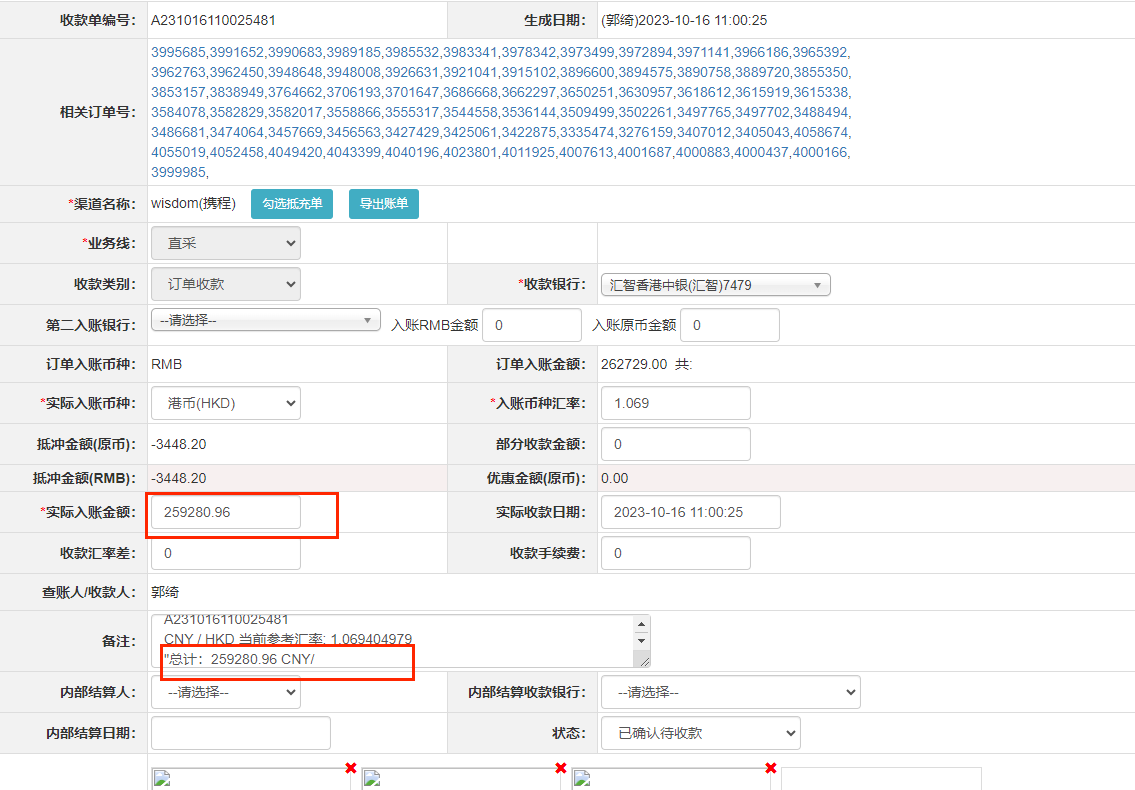 收款单编号: A231016110025481 生成日期: (郭绮)2023-10-16 11:00:25
3995685,3991652,3990683,3989185,3985532,3983341,3978342,3973499,3972894,3971141,3966186,3965392,
3962763,3962450,3948648,3948008,3926631,3921041,3915102,3896600,3894575,3890758,3889720,3855350,
3853157,3838949,3764662,3706193,3701647,3686668,3662297,3650251,3630957,3618612,3615919,3615338,
相关订单号: 3584078,3582829,3582017,3558866,3555317,3544558,3536144,3509499,3502261,3497765,3497702,3488494,
3486681,3474064,3457669,3456563,3427429,3425061,3422875,3335474,3276159,3407012,3405043,4058674,
4055019,4052458,4049420,4043399,4040196,4023801,4011925,4007613,4001687,4000883,4000437,4000166,
3999985,
*渠道名称: wisdom(携程) 勾选抵充单 导出账单
*业务线: 直采
收款类别: 订单收款 *收款银行: 汇智香港中银(汇智)7479
第二入账银行: --请选择-- 入账RMB金额 0 入账原币金额 0
订单入账币种: RMB 订单入账金额: 262729.00 共:
*实际入账币种: 港币(HKD) *入账币种汇率: 1.069
抵冲金额(原币): -3448.20 部分收款金额: 0
抵冲金额(RMB): -3448.20 优惠金额(原币): 0.00
*实际入账金额: 259280.96 实际收款日期: 2023-10-16 11:00:25
收款汇率差: 0 收款手续费: 0
查账人/收款人: 郭绮
A231016110025481
备注: CNY / HKD 当前参考汇率: 1.069404979
"总计：259280.96 CNY/
内部结算人: --请选择-- 内部结算收款银行: --请选择--
内部结算日期: 状态: 已确认待收款